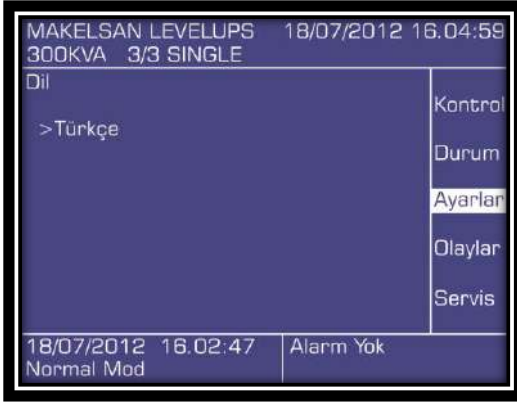 MAKELSAN LEVELUPS 18/07/2012 16.04:59
300KVA 3/3 SINGLE
Dil
>Türkçe
Kontrol
Durum
Ayarlar
Olaylar
Servis
18/07/2012 16.02:47 Alarm Yok
Normal Mod